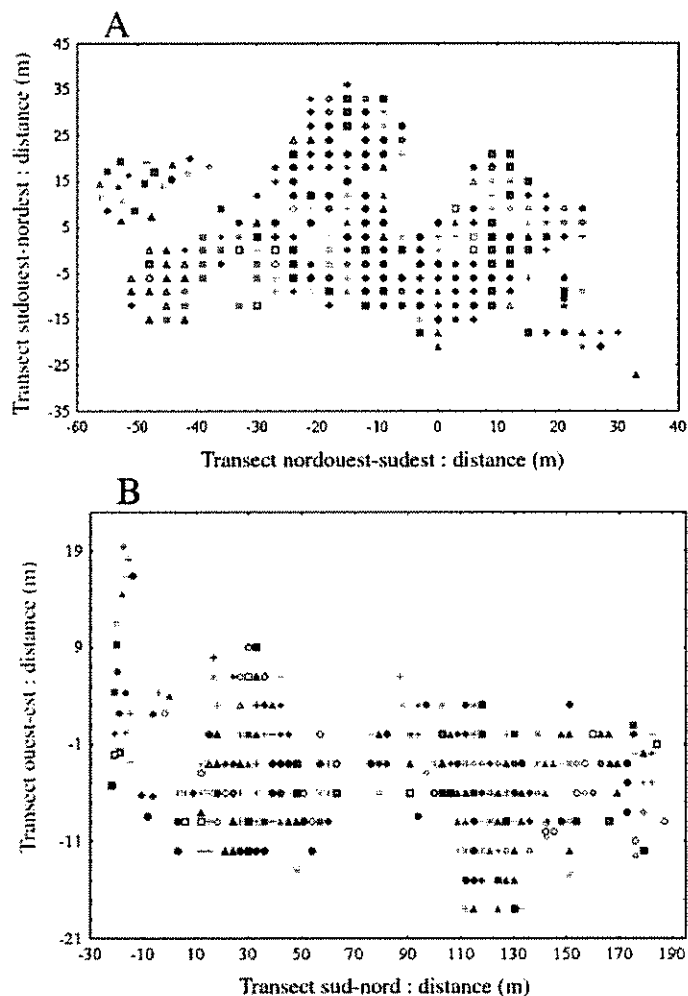 A
Transect sudouest-nordest : distance (m)
45
35
25
15
5
-5
-15
-25
-35
-60 -50 -40 -30 -20 -10 0 10 20 30 40
Transect nordouest-sudest : distance (m)
B
Transect ouest-est : distance (m)
19
9
-1
-11
-21
-30 -10 10 30 50 70 90 110 130 150 170 190
Transect sud-nord : distance (m)